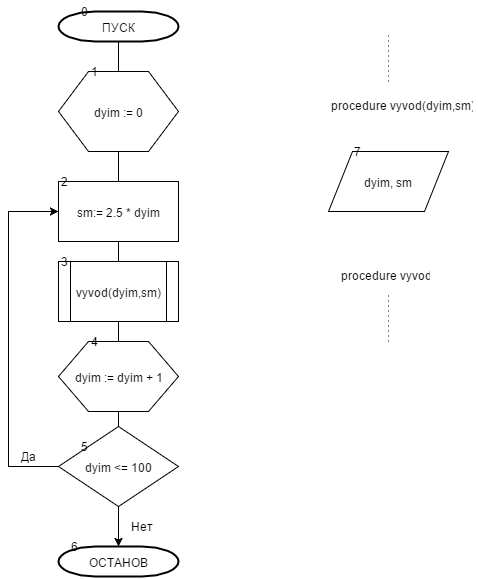 0
ПУСК
1
dyim := 0
2
sm:= 2.5 * dyim
3
vyvod(dyim,sm)
4
dyim := dyim + 1
5
dyim <= 100
Да
Нет
6
ОСТАНОВ
procedure vyvod(dyim,sm)
7
dyim, sm
procedure vyvod